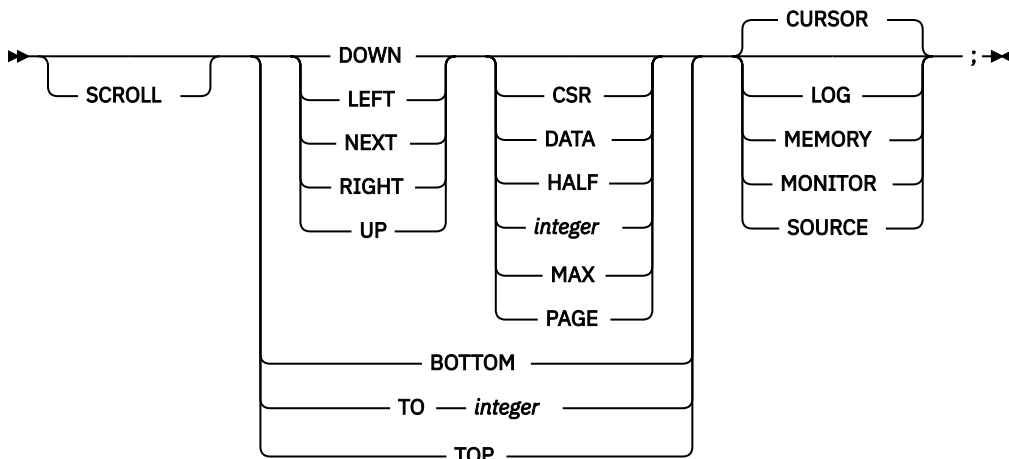 CURSOR
DOWN ;
SCROLL LEFT CSR LOG
NEXT DATA MEMORY
RIGHT HALF MONITOR
UP integer SOURCE
MAX
PAGE
BOTTOM
TO integer
TOP